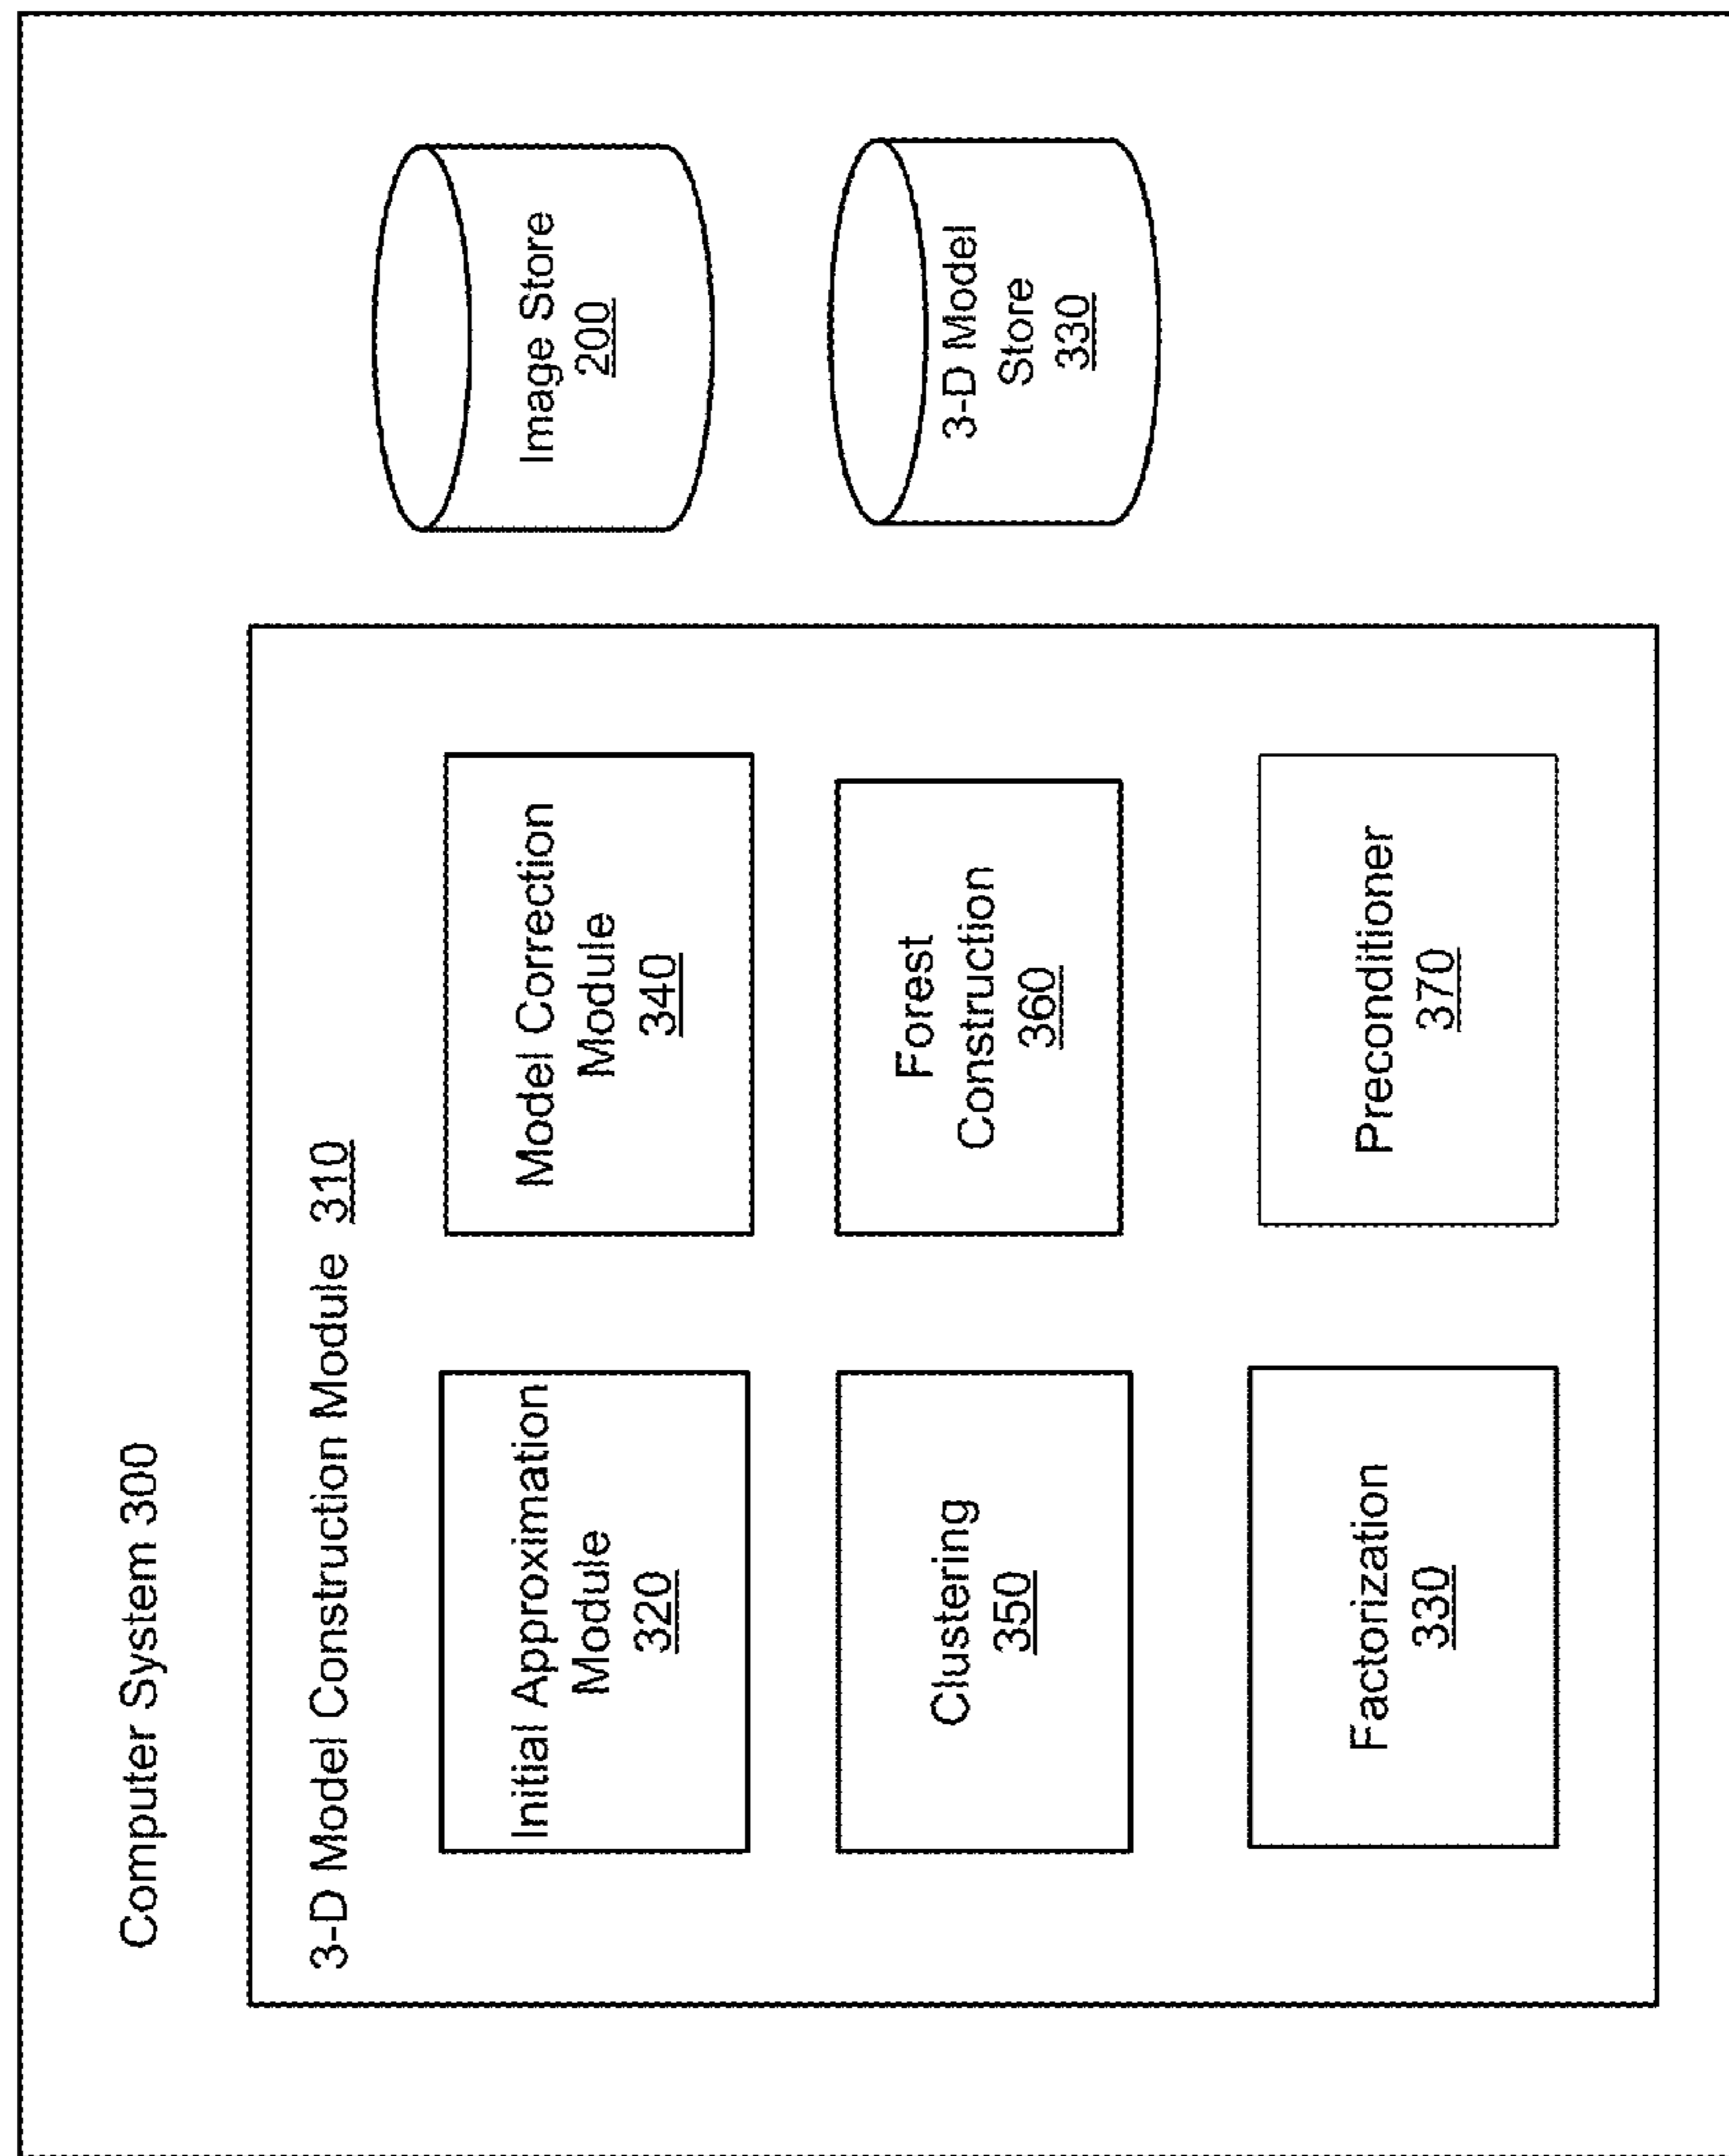 Computer System 300
3-D Model Construction Module 310
Initial Approximation
Module
320
Model Correction
Module
340
Clustering
350
Forest
Construction
360
Factorization
330
Preconditioner
370
Image Store
200
3-D Model
Store
330